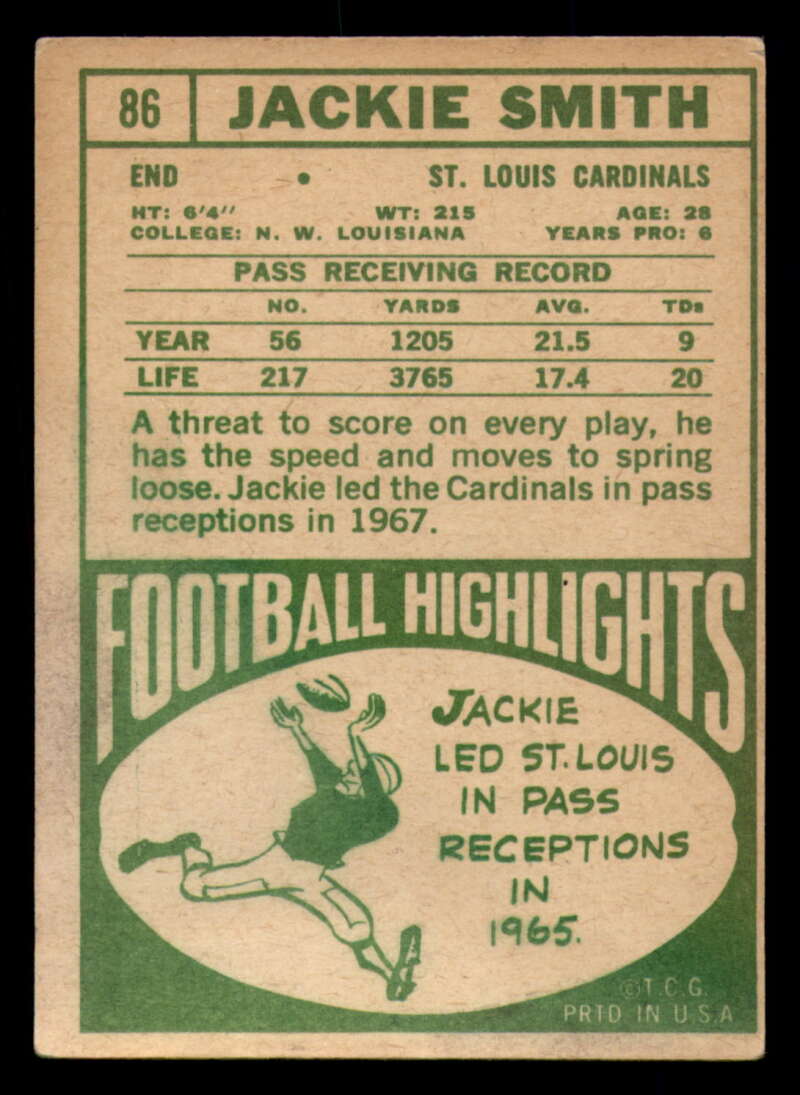 86 JACKIE SMITH
END • ST. LOUIS CARDINALS
HT: 6'4'' WT: 215 AGE: 28
COLLEGE: N. W. LOUISIANA YEARS PRO: 6
PASS RECEIVING RECORD
NO. YARDS AVG. TDs
YEAR 56 1205 21.5 9
LIFE 217 3765 17.4 20
A threat to score on every play, he
has the speed and moves to spring
loose. Jackie led the Cardinals in pass
receptions in 1967.
FOOTBALL HIGHLIGHTS
JACKIE
LED ST. LOUIS
IN PASS
RECEPTIONS
IN
1965.
©T.C.G.
PRTD IN U.S.A